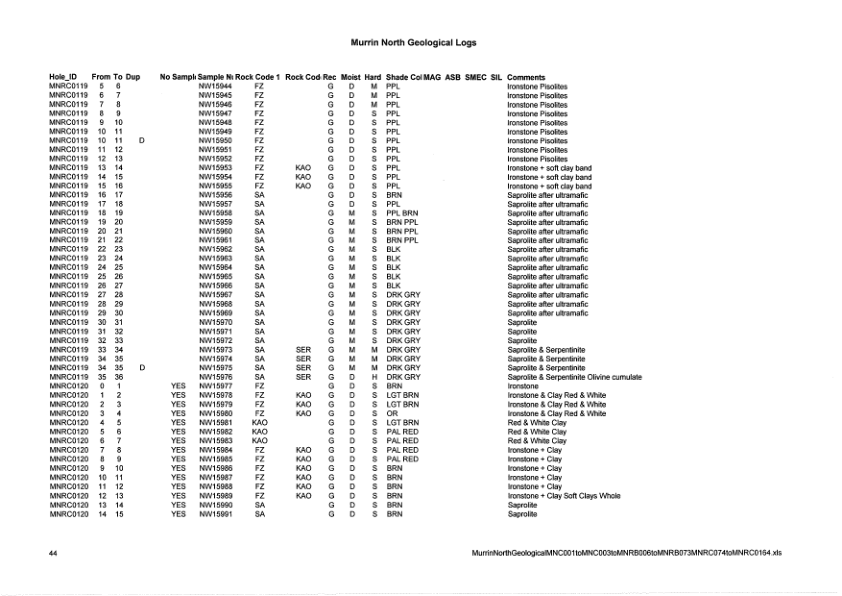 Murrin North Geological Logs
Hole_ID From To Dup No Sampl Sample N Rock Code 1 Rock Cod Rec Moist Hard Shade Col MAG ASB SMEC SIL Comments
MNRC0119 5 6 NW15944 FZ G D M PPL Ironstone Pisolites
MNRC0119 6 7 NW15945 FZ G D M PPL Ironstone Pisolites
MNRC0119 7 8 NW15946 FZ G D M PPL Ironstone Pisolites
MNRC0119 8 9 NW15947 FZ G D S PPL Ironstone Pisolites
MNRC0119 9 10 NW15948 FZ G D S PPL Ironstone Pisolites
MNRC0119 10 11 NW15949 FZ G D S PPL Ironstone Pisolites
MNRC0119 10 11 D NW15950 FZ G D S PPL Ironstone Pisolites
MNRC0119 11 12 NW15951 FZ G D S PPL Ironstone Pisolites
MNRC0119 12 13 NW15952 FZ G D S PPL Ironstone Pisolites
MNRC0119 13 14 NW15953 FZ KAO G D S PPL Ironstone + soft clay band
MNRC0119 14 15 NW15954 FZ KAO G D S PPL Ironstone + soft clay band
MNRC0119 15 16 NW15955 FZ KAO G D S PPL Ironstone + soft clay band
MNRC0119 16 17 NW15956 SA G D S BRN Saprolite after ultramafic
MNRC0119 17 18 NW15957 SA G D S PPL Saprolite after ultramafic
MNRC0119 18 19 NW15958 SA G M S PPL BRN Saprolite after ultramafic
MNRC0119 19 20 NW15959 SA G M S BRN PPL Saprolite after ultramafic
MNRC0119 20 21 NW15960 SA G M S BRN PPL Saprolite after ultramafic
MNRC0119 21 22 NW15961 SA G M S BRN PPL Saprolite after ultramafic
MNRC0119 22 23 NW15962 SA G M S BLK Saprolite after ultramafic
MNRC0119 23 24 NW15963 SA G M S BLK Saprolite after ultramafic
MNRC0119 24 25 NW15964 SA G M S BLK Saprolite after ultramafic
MNRC0119 25 26 NW15965 SA G M S BLK Saprolite after ultramafic
MNRC0119 26 27 NW15966 SA G M S BLK Saprolite after ultramafic
MNRC0119 27 28 NW15967 SA G M S DRK GRY Saprolite after ultramafic
MNRC0119 28 29 NW15968 SA G M S DRK GRY Saprolite after ultramafic
MNRC0119 29 30 NW15969 SA G M S DRK GRY Saprolite after ultramafic
MNRC0119 30 31 NW15970 SA G M S DRK GRY Saprolite
MNRC0119 31 32 NW15971 SA G M S DRK GRY Saprolite
MNRC0119 32 33 NW15972 SA G M S DRK GRY Saprolite
MNRC0119 33 34 NW15973 SA SER G M M DRK GRY Saprolite & Serpentinite
MNRC0119 34 35 NW15974 SA SER G M M DRK GRY Saprolite & Serpentinite
MNRC0119 34 35 D NW15975 SA SER G M M DRK GRY Saprolite & Serpentinite
MNRC0119 35 36 NW15976 SA SER G D H DRK GRY Saprolite & Serpentinite Olivine cumulate
MNRC0120 0 1 YES NW15977 FZ G D S BRN Ironstone
MNRC0120 1 2 YES NW15978 FZ KAO G D S LGT BRN Ironstone & Clay Red & White
MNRC0120 2 3 YES NW15979 FZ KAO G D S LGT BRN Ironstone & Clay Red & White
MNRC0120 3 4 YES NW15980 FZ KAO G D S OR Ironstone & Clay Red & White
MNRC0120 4 5 YES NW15981 KAO G D S LGT BRN Red & White Clay
MNRC0120 5 6 YES NW15982 KAO G D S PAL RED Red & White Clay
MNRC0120 6 7 YES NW15983 KAO G D S PAL RED Red & White Clay
MNRC0120 7 8 YES NW15984 FZ KAO G D S PAL RED Ironstone + Clay
MNRC0120 8 9 YES NW15985 FZ KAO G D S PAL RED Ironstone + Clay
MNRC0120 9 10 YES NW15986 FZ KAO G D S BRN Ironstone + Clay
MNRC0120 10 11 YES NW15987 FZ KAO G D S BRN Ironstone + Clay
MNRC0120 11 12 YES NW15988 FZ KAO G D S BRN Ironstone + Clay
MNRC0120 12 13 YES NW15989 FZ KAO G D S BRN Ironstone + Clay Soft Clays Whole
MNRC0120 13 14 YES NW15990 SA G D S BRN Saprolite
MNRC0120 14 15 YES NW15991 SA G D S BRN Saprolite
44 MurrinNorthGeologicalMNC001toMNC003toMNRB006toMNRB073MNRC074toMNRC0164.xls